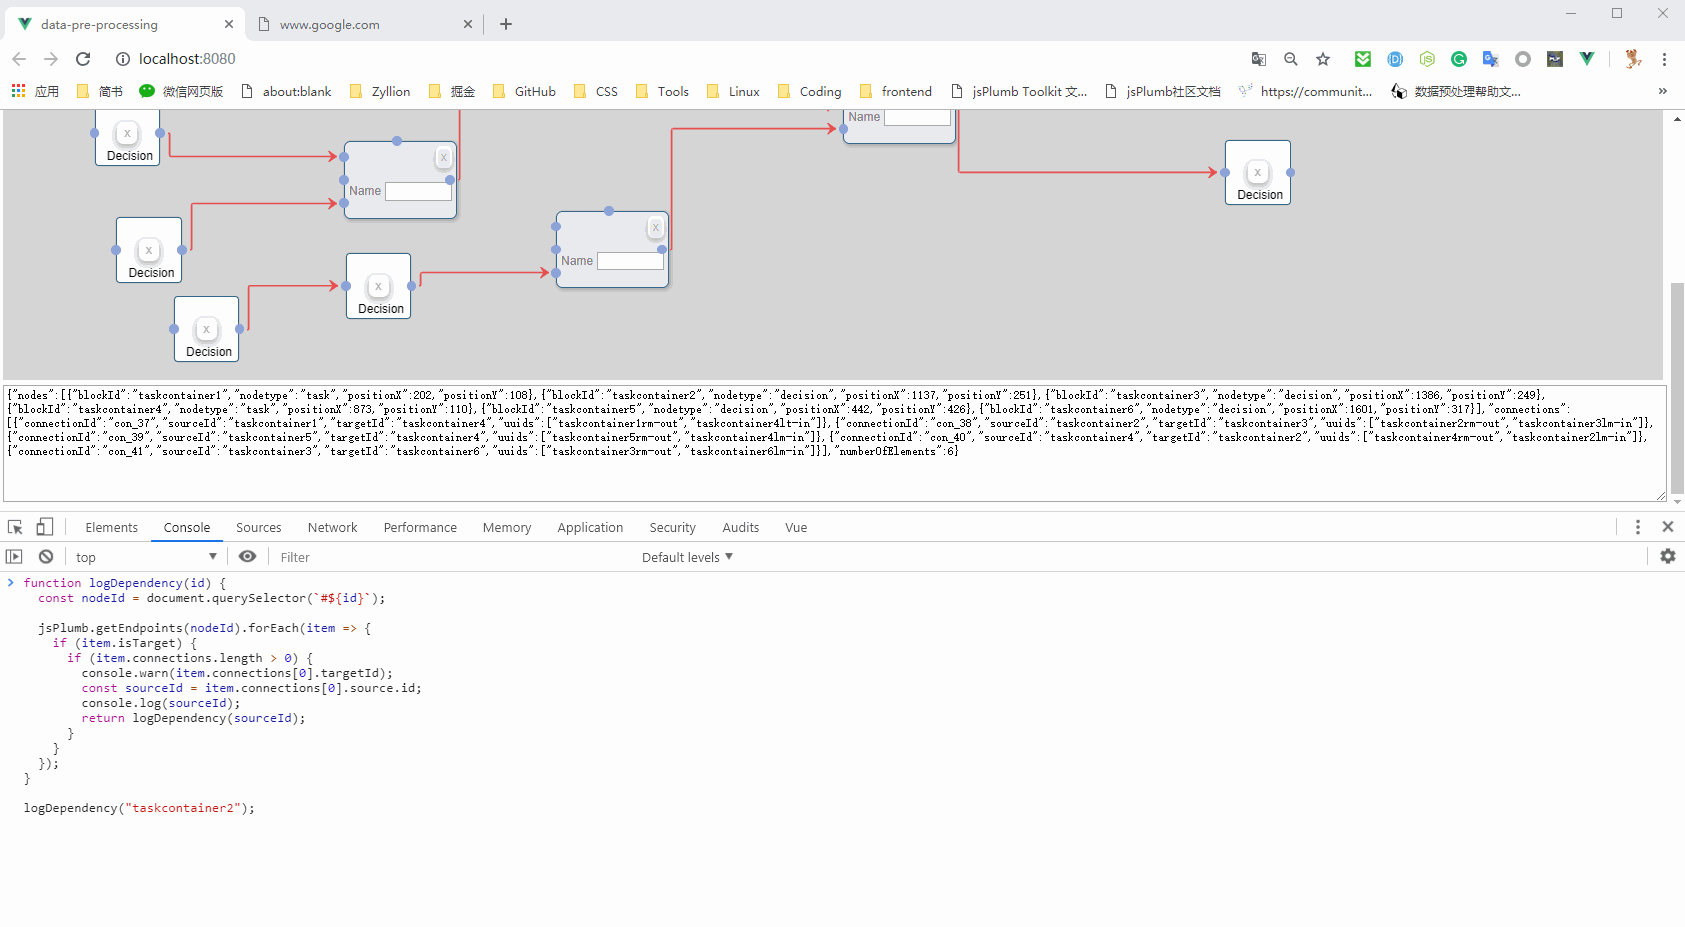 data-pre-processing
www.google.com
localhost:8080
应用
简书
微信网页版
about:blank
Zyllion
掘金
GitHub
CSS
Tools
Linux
Coding
frontend
jsPlumb Toolkit 文...
jsPlumb社区文档
https://communit...
数据预处理帮助文...
»
Name
x
Decision
x
Name
x
Decision
x
Decision
x
Name
x
Decision
x
Decision
{"nodes":[{"blockId":"taskcontainer1","nodetype":"task","positionX":202,"positionY":108},{"blockId":"taskcontainer2","nodetype":"decision","positionX":1137,"positionY":251},{"blockId":"taskcontainer3","nodetype":"decision","positionX":1386,"positionY":249},
{"blockId":"taskcontainer4","nodetype":"task","positionX":873,"positionY":110},{"blockId":"taskcontainer5","nodetype":"decision","positionX":442,"positionY":426},{"blockId":"taskcontainer6","nodetype":"decision","positionX":1601,"positionY":317}],"connections":
[{"connectionId":"con_37","sourceId":"taskcontainer1","targetId":"taskcontainer4","uuids":["taskcontainer1rm-out","taskcontainer4lt-in"]},{"connectionId":"con_38","sourceId":"taskcontainer2","targetId":"taskcontainer3","uuids":["taskcontainer2rm-out","taskcontainer3lm-in"]},
{"connectionId":"con_39","sourceId":"taskcontainer5","targetId":"taskcontainer4","uuids":["taskcontainer5rm-out","taskcontainer4lm-in"]},{"connectionId":"con_40","sourceId":"taskcontainer4","targetId":"taskcontainer2","uuids":["taskcontainer4rm-out","taskcontainer2lm-in"]},
{"connectionId":"con_41","sourceId":"taskcontainer3","targetId":"taskcontainer6","uuids":["taskcontainer3rm-out","taskcontainer6lm-in"]}],"numberOfElements":6}
Elements Console Sources Network Performance Memory Application Security Audits Vue
top Filter Default levels
function logDependency(id) {
const nodeId = document.querySelector(`#${id}`);
jsPlumb.getEndpoints(nodeId).forEach(item => {
if (item.isTarget) {
if (item.connections.length > 0) {
console.warn(item.connections[0].targetId);
const sourceId = item.connections[0].source.id;
console.log(sourceId);
return logDependency(sourceId);
}
}
});
}
logDependency("taskcontainer2");